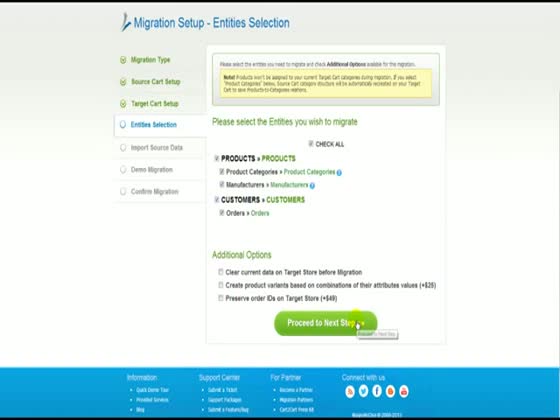 Migration Setup - Entities Selection
Migration Type
Source Cart Setup
Target Cart Setup
Entities Selection
Import Source Data
Demo Migration
Confirm Migration
Please select the entities you need to migrate and check Additional Options available for the migration.
Note! Products won't be assigned to your current Target Cart categories during migration. If you select
"Product Categories" below, Source Cart category structure will be automatically recreated on your Target
Cart to save Products-to-Categories relations.
Please select the Entities you wish to migrate
CHECK ALL
PRODUCTS » PRODUCTS
Product Categories » Product Categories
Manufacturers » Manufacturers
CUSTOMERS » CUSTOMERS
Orders » Orders
Additional Options
Clear current data on Target Store before Migration
Create product variants based on combinations of their attributes values (+$25)
Preserve order IDs on Target Store (+$49)
Proceed to Next Step
Proceed to Next Step
Information
Quick Demo Tour
Provided Services
Blog
Support Center
Submit A Ticket
Support Packages
Submit a Feature/Bug
For Partner
Become a Partner
Migration Partners
Cart2Cart Press Kit
Connect with us